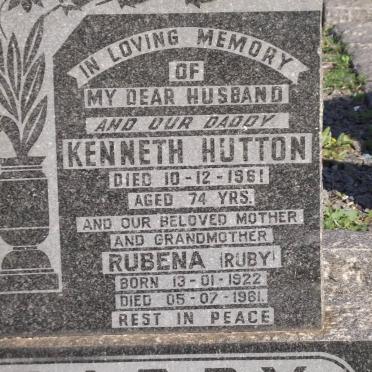 IN LOVING MEMORY
OF
MY DEAR HUSBAND
AND OUR DADDY
KENNETH HUTTON
DIED 10-12-1961
AGED 74 YRS.
AND OUR BELOVED MOTHER
AND GRANDMOTHER
RUBENA (RUBY)
BORN 13-01-1922
DIED 05-07-1961.
REST IN PEACE